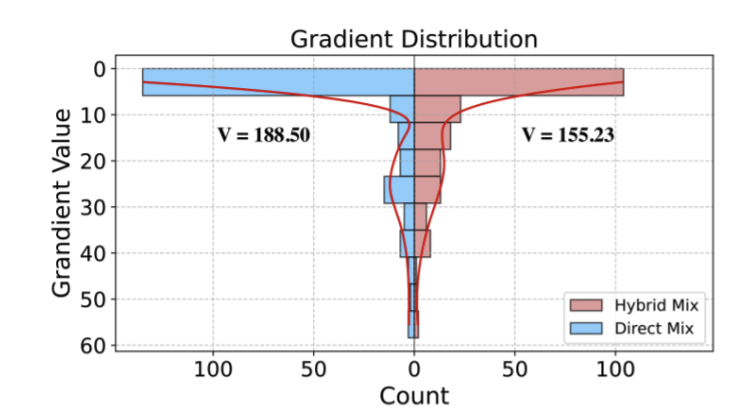 Gradient Distribution
Grandient Value
0
10
20
30
40
50
60
V = 188.50
V = 155.23
Hybrid Mix
Direct Mix
100 50 0 50 100
Count